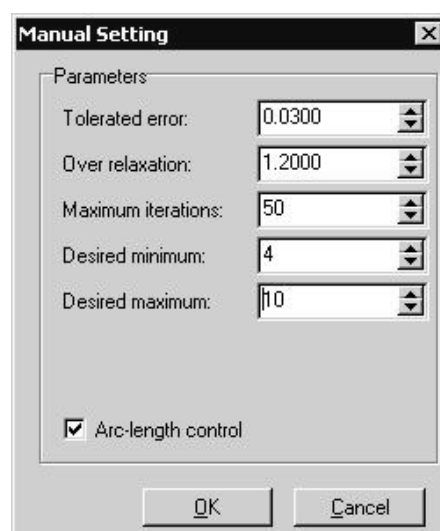 Manual Setting
Parameters
Tolerated error: 0.0300
Over relaxation: 1.2000
Maximum iterations: 50
Desired minimum: 4
Desired maximum: 10
Arc-length control
OK Cancel